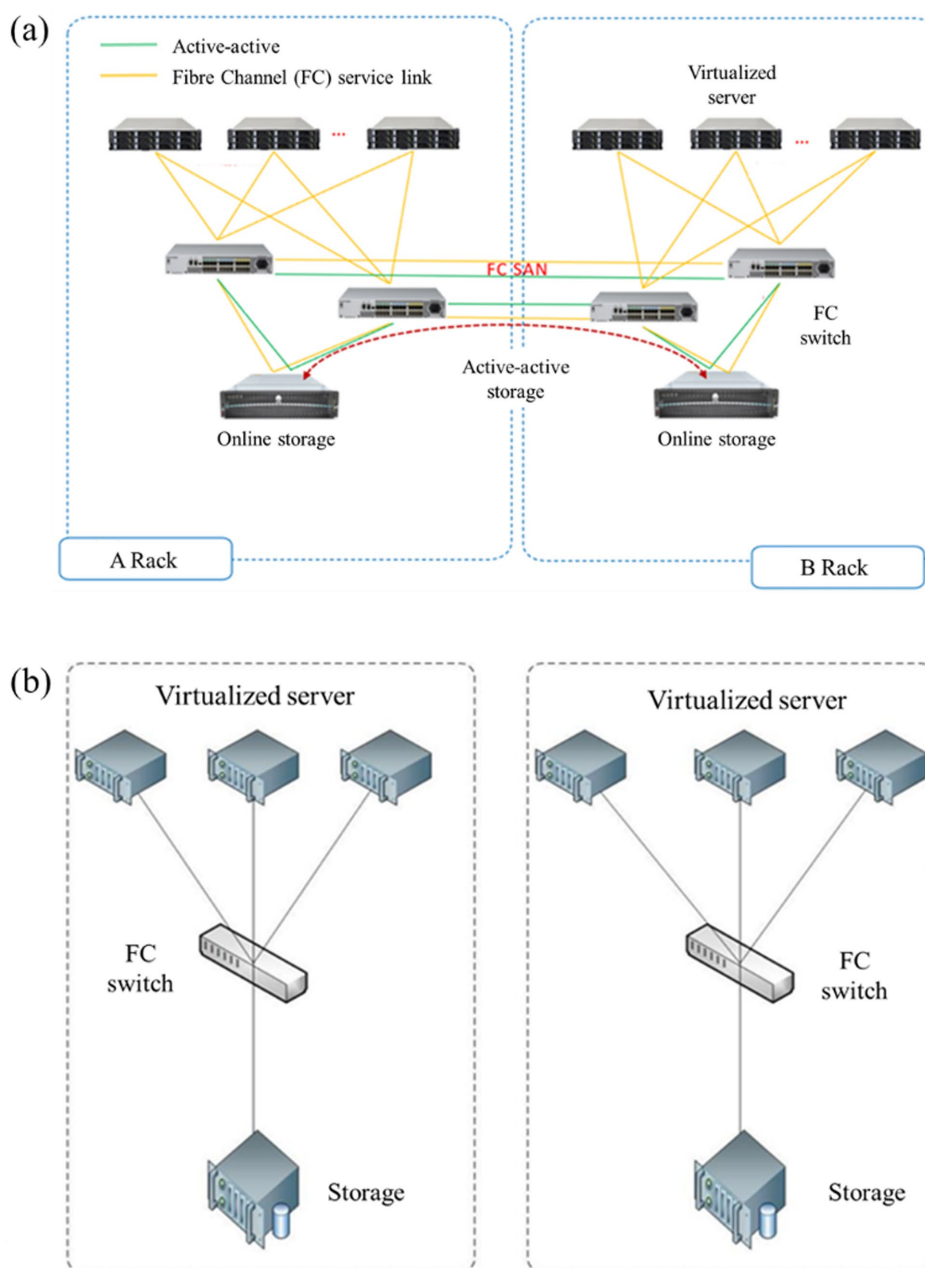 (a)
Active-active
Fibre Channel (FC) service link
Virtualized
server
...
...
FC SAN
FC
switch
Active-active
storage
Online storage
Online storage
A Rack
B Rack
(b)
Virtualized server
Virtualized server
FC
switch
FC
switch
Storage
Storage